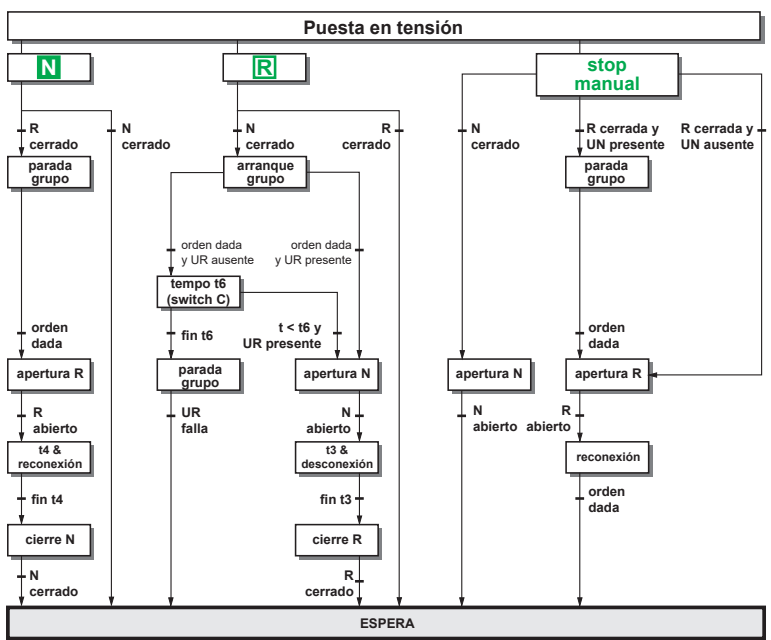 Puesta en tensión
N
R
stop
manual
R
cerrado
N
cerrado
N
cerrado
R
cerrado
N
cerrado
R cerrada y
UN presente
R cerrada y
UN ausente
parada
grupo
arranque
grupo
parada
grupo
orden dada
y UR ausente
orden dada
y UR presente
tempo t6
(switch C)
orden
dada
fin t6
t < t6 y
UR presente
orden
dada
apertura R
parada
grupo
apertura N
apertura N
apertura R
R
abierto
UR
falla
N
abierto
N
abierto
R
abierto
t4 &
reconexión
t3 &
desconexión
reconexión
fin t4
fin t3
orden
dada
cierre N
cierre R
N
cerrado
R
cerrado
ESPERA